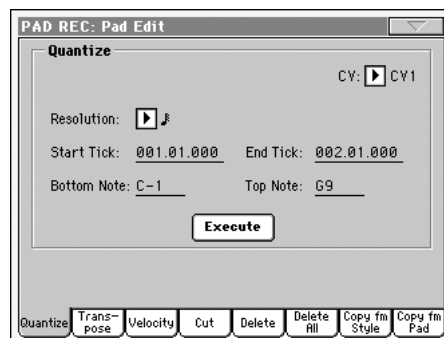 PAD REC: Pad Edit
Quantize
CV: CV1
Resolution:
Start Tick: 001.01.000 End Tick: 002.01.000
Bottom Note: C-1 Top Note: G9
Execute
Quantize Trans-pose Velocity Cut Delete Delete All Copy fm Style Copy fm Pad